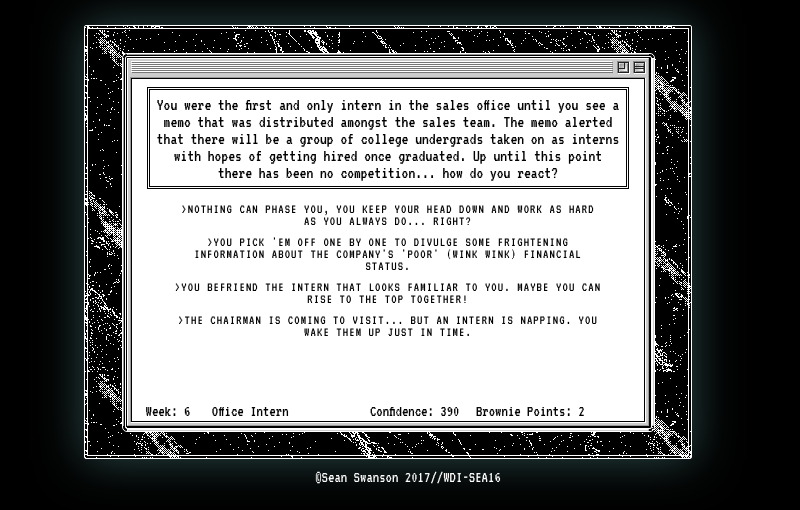 You were the first and only intern in the sales office until you see a
memo that was distributed amongst the sales team. The memo alerted
that there will be a group of college undergrads taken on as interns
with hopes of getting hired once graduated. Up until this point
there has been no competition... how do you react?
>NOTHING CAN PHASE YOU, YOU KEEP YOUR HEAD DOWN AND WORK AS HARD
AS YOU ALWAYS DO... RIGHT?
>YOU PICK 'EM OFF ONE BY ONE TO DIVULGE SOME FRIGHTENING
INFORMATION ABOUT THE COMPANY'S 'POOR' (WINK WINK) FINANCIAL
STATUS.
>YOU BEFRIEND THE INTERN THAT LOOKS FAMILIAR TO YOU. MAYBE YOU CAN
RISE TO THE TOP TOGETHER!
>THE CHAIRMAN IS COMING TO VISIT... BUT AN INTERN IS NAPPING. YOU
WAKE THEM UP JUST IN TIME.
Week: 6 Office Intern Confidence: 390 Brownie Points: 2
©Sean Swanson 2017//WDI-SEA16